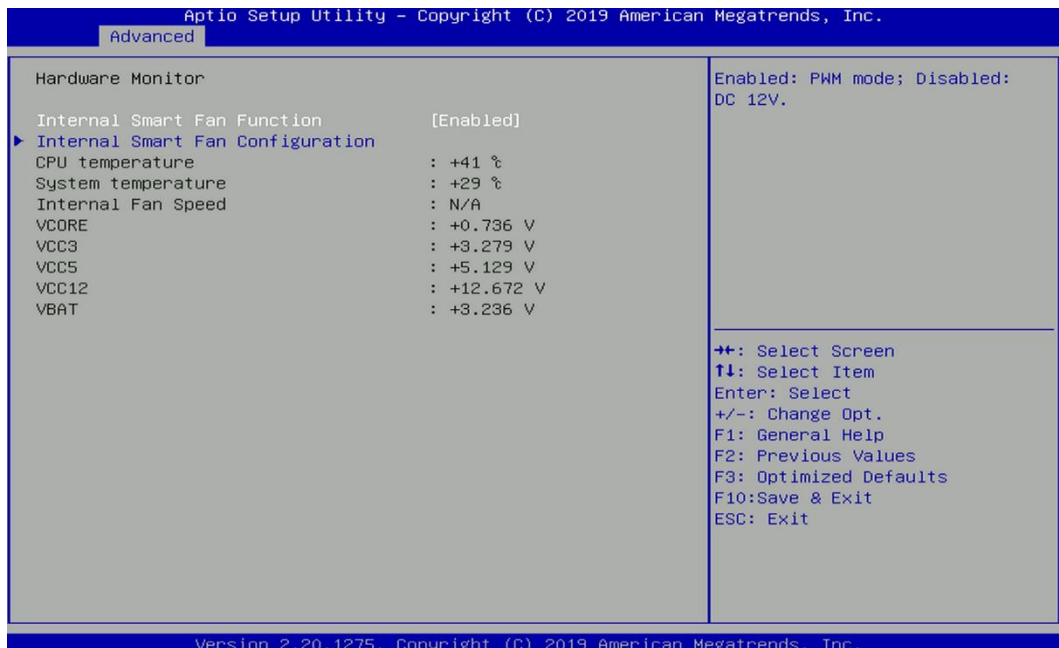 Aptio Setup Utility – Copyright (C) 2019 American Megatrends, Inc.
Advanced
Hardware Monitor
Internal Smart Fan Function [Enabled]
▶ Internal Smart Fan Configuration
CPU temperature : +41 ℃
System temperature : +29 ℃
Internal Fan Speed : N/A
VCORE : +0.736 V
VCC3 : +3.279 V
VCC5 : +5.129 V
VCC12 : +12.672 V
VBAT : +3.236 V
Enabled: PWM mode; Disabled:
DC 12V.
→←: Select Screen
↑↓: Select Item
Enter: Select
+/-: Change Opt.
F1: General Help
F2: Previous Values
F3: Optimized Defaults
F10:Save & Exit
ESC: Exit
Version 2.20.1275. Copyright (C) 2019 American Megatrends, Inc.